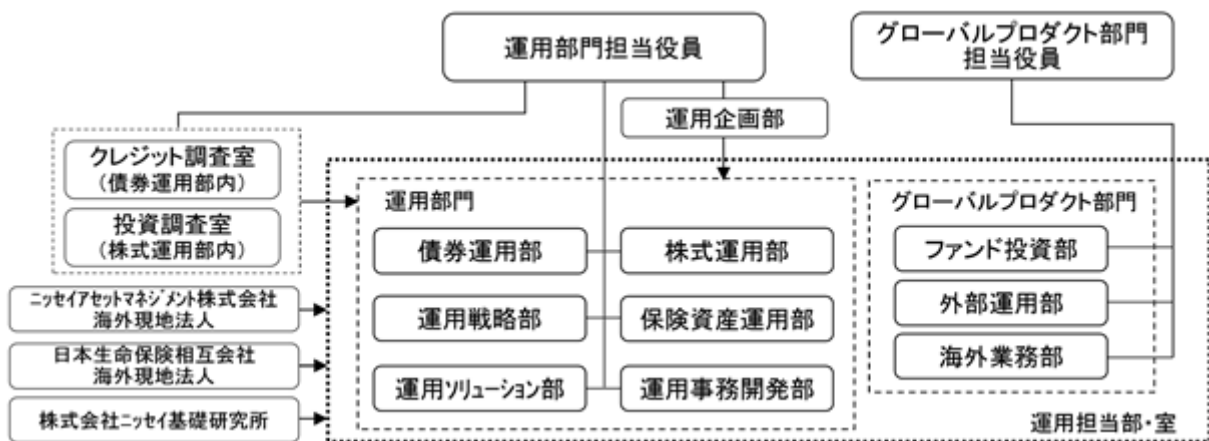 運用部門担当役員
グローバルプロダクト部門
担当役員
運用企画部
クレジット調査室
(債券運用部内)
投資調査室
(株式運用部内)
運用部門
債券運用部
株式運用部
運用戦略部
保険資産運用部
運用ソリューション部
運用事務開発部
グローバルプロダクト部門
ファンド投資部
外部運用部
海外業務部
ニッセイアセットマネジメント株式会社
海外現地法人
日本生命保険相互会社
海外現地法人
株式会社ニッセイ基礎研究所
運用担当部・室